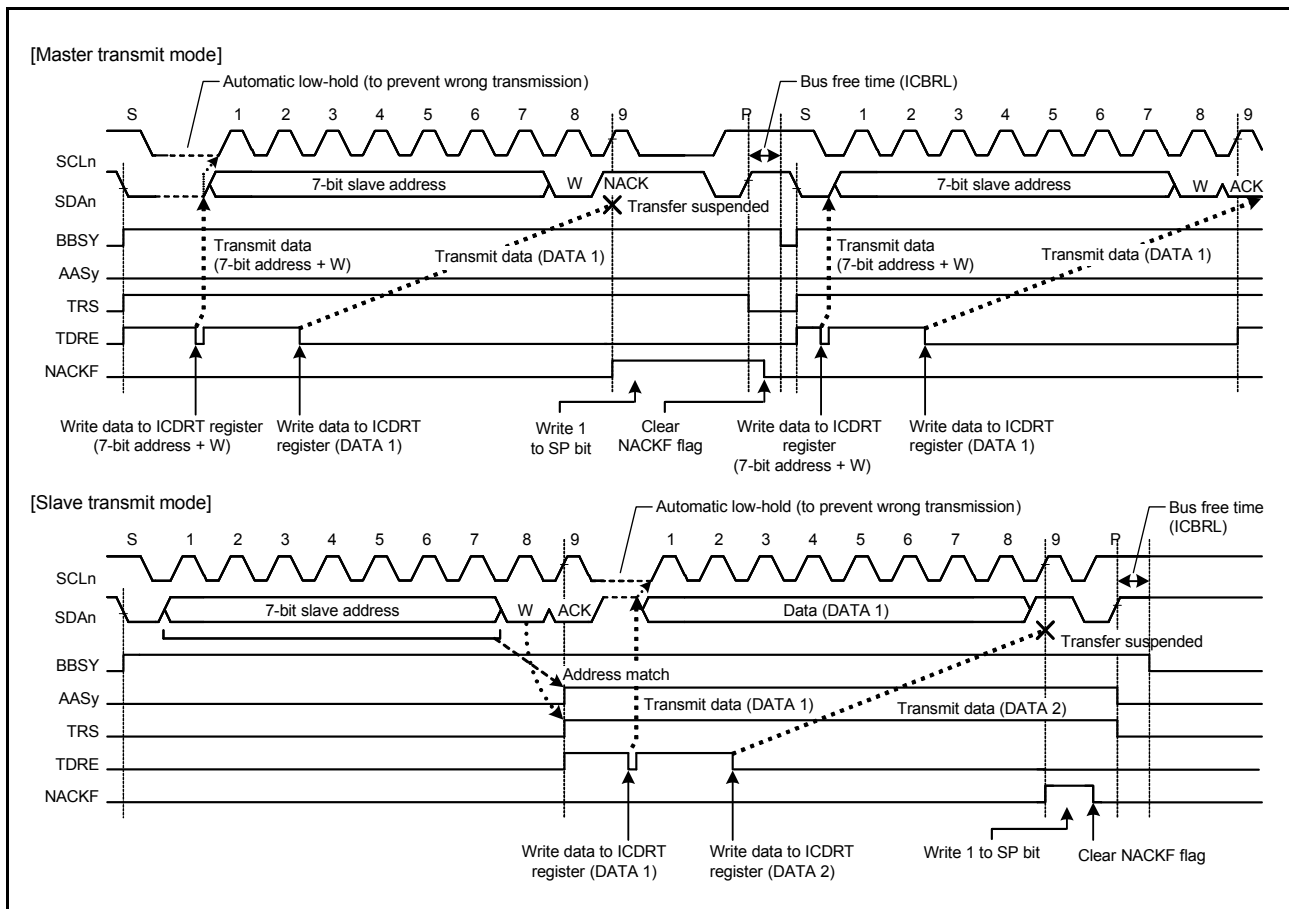 [Master transmit mode]
Automatic low-hold (to prevent wrong transmission)
Bus free time (ICBRL)
S 1 2 3 4 5 6 7 8 9 P S 1 2 3 4 5 6 7 8 9
SCLn
7-bit slave address W NACK 7-bit slave address W ACK
SDAn
Transfer suspended
BBSY
Transmit data
(7-bit address + W)
Transmit data (DATA 1)
Transmit data
(7-bit address + W)
Transmit data (DATA 1)
AASy
TRS
TDRE
NACKF
Write data to ICDRT register
(7-bit address + W)
Write data to ICDRT
register (DATA 1)
Write 1
to SP bit
Clear
NACKF flag
Write data to ICDRT
register
(7-bit address + W)
Write data to ICDRT
register (DATA 1)
[Slave transmit mode]
Automatic low-hold (to prevent wrong transmission)
Bus free time
(ICBRL)
S 1 2 3 4 5 6 7 8 9 1 2 3 4 5 6 7 8 9 P
SCLn
7-bit slave address W ACK Data (DATA 1)
SDAn
Transfer suspended
BBSY
Address match
AASy
Transmit data (DATA 1)
Transmit data (DATA 2)
TRS
TDRE
NACKF
Write data to ICDRT
register (DATA 1)
Write data to ICDRT
register (DATA 2)
Write 1 to SP bit
Clear NACKF flag